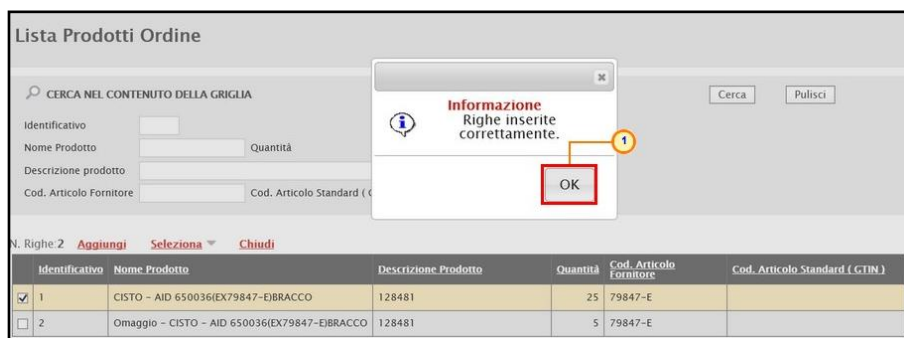 Lista Prodotti Ordine
CERCA NEL CONTENUTO DELLA GRIGLIA
Cerca Pulisci
Identificativo
Nome Prodotto Quantità
Descrizione prodotto
Cod. Articolo Fornitore Cod. Articolo Standard (
Informazione
Righe inserite
correttamente.
1
OK
N. Righe:2 Aggiungi Seleziona Chiudi
Identificativo Nome Prodotto Descrizione Prodotto Quantità Cod. Articolo Fornitore Cod. Articolo Standard ( GTIN )
1 CISTO - AID 650036(EX79847-E)BRACCO 128481 25 79847-E
2 Omaggio - CISTO - AID 650036(EX79847-E)BRACCO 128481 5 79847-E